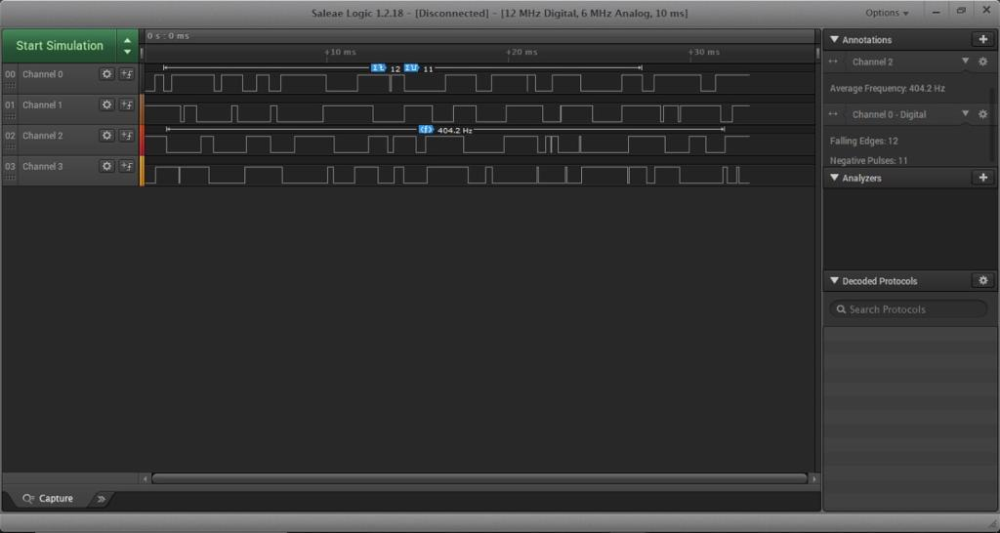 Saleae Logic 1.2.18 - [Disconnected] - [12 MHz Digital, 6 MHz Analog, 10 ms]
Options
Start Simulation
0 s : 0 ms
+10 ms
+20 ms
+30 ms
00 Channel 0
12
11
01 Channel 1
02 Channel 2
404.2 Hz
03 Channel 3
Annotations
Channel 2
Average Frequency: 404.2 Hz
Channel 0 - Digital
Falling Edges: 12
Negative Pulses: 11
Analyzers
Decoded Protocols
Search Protocols
Capture